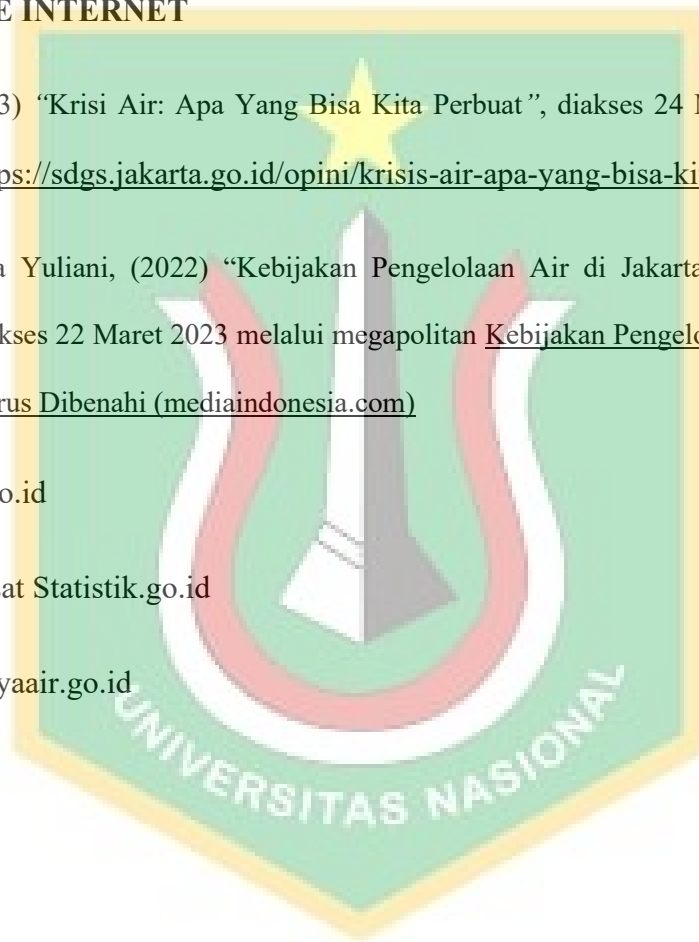 E INTERNET
3) “Krisi Air: Apa Yang Bisa Kita Perbuat”, diakses 24
ps://sdgs.jakarta.go.id/opini/krisis-air-apa-yang-bisa-ki
a Yuliani, (2022) “Kebijakan Pengelolaan Air di Jakarta
kses 22 Maret 2023 melalui megapolitan Kebijakan Pengelo
rus Dibenahi (mediaindonesia.com)
o.id
at Statistik.go.id
yaair.go.id
UNIVERSITAS NASIONAL